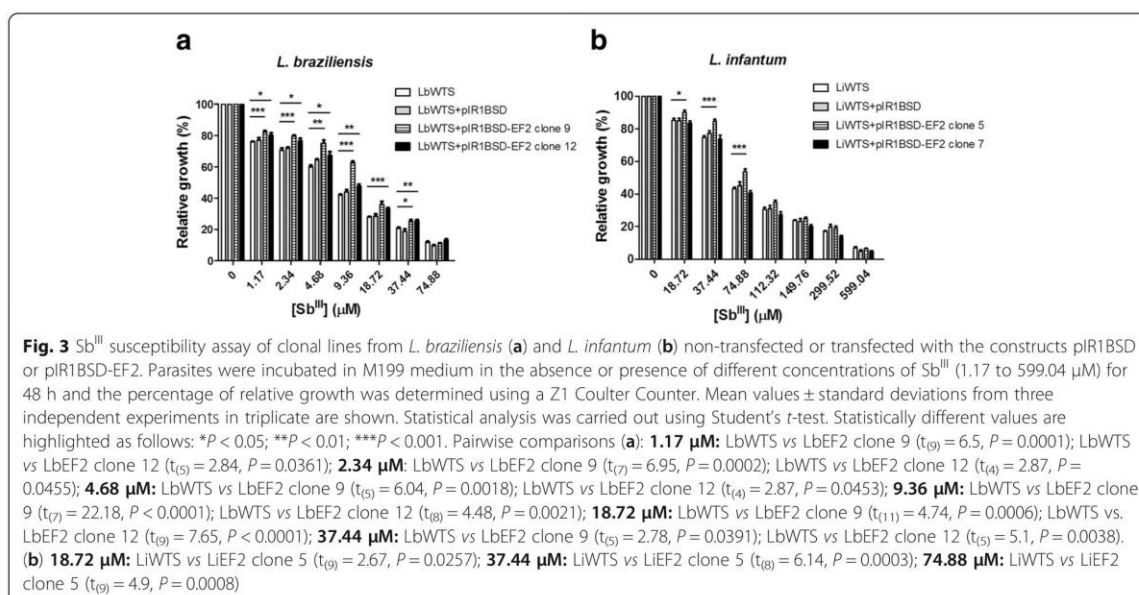 a
L. braziliensis
LbWTS
LbWTS+pIR1BSD
LbWTS+pIR1BSD-EF2 clone 9
LbWTS+pIR1BSD-EF2 clone 12
Relative growth (%)
100
80
60
40
20
0
* * * **
*** *** ** *** *** ** *
0 1.17 2.34 4.68 9.36 18.72 37.44 74.88
[Sbᴵᴵᴵ] (µM)
b
L. infantum
LiWTS
LiWTS+pIR1BSD
LiWTS+pIR1BSD-EF2 clone 5
LiWTS+pIR1BSD-EF2 clone 7
Relative growth (%)
100
80
60
40
20
0
* *** ***
0 18.72 37.44 74.88 112.32 149.76 299.52 599.04
[Sbᴵᴵᴵ] (µM)
Fig. 3 Sbᴵᴵᴵ susceptibility assay of clonal lines from L. braziliensis (a) and L. infantum (b) non-transfected or transfected with the constructs pIR1BSD
or pIR1BSD-EF2. Parasites were incubated in M199 medium in the absence or presence of different concentrations of Sbᴵᴵᴵ (1.17 to 599.04 µM) for
48 h and the percentage of relative growth was determined using a Z1 Coulter Counter. Mean values ± standard deviations from three
independent experiments in triplicate are shown. Statistical analysis was carried out using Student's t-test. Statistically different values are
highlighted as follows: *P < 0.05; **P < 0.01; ***P < 0.001. Pairwise comparisons (a): 1.17 µM: LbWTS vs LbEF2 clone 9 (t₍₉₎ = 6.5, P = 0.0001); LbWTS
vs LbEF2 clone 12 (t₍₅₎ = 2.84, P = 0.0361); 2.34 µM: LbWTS vs LbEF2 clone 9 (t₍₇₎ = 6.95, P = 0.0002); LbWTS vs LbEF2 clone 12 (t₍₄₎ = 2.87, P =
0.0455); 4.68 µM: LbWTS vs LbEF2 clone 9 (t₍₅₎ = 6.04, P = 0.0018); LbWTS vs LbEF2 clone 12 (t₍₄₎ = 2.87, P = 0.0453); 9.36 µM: LbWTS vs LbEF2 clone
9 (t₍₇₎ = 22.18, P < 0.0001); LbWTS vs LbEF2 clone 12 (t₍₈₎ = 4.48, P = 0.0021); 18.72 µM: LbWTS vs LbEF2 clone 9 (t₍₁₁₎ = 4.74, P = 0.0006); LbWTS vs.
LbEF2 clone 12 (t₍₉₎ = 7.65, P < 0.0001); 37.44 µM: LbWTS vs LbEF2 clone 9 (t₍₅₎ = 2.78, P = 0.0391); LbWTS vs LbEF2 clone 12 (t₍₅₎ = 5.1, P = 0.0038).
(b) 18.72 µM: LiWTS vs LiEF2 clone 5 (t₍₉₎ = 2.67, P = 0.0257); 37.44 µM: LiWTS vs LiEF2 clone 5 (t₍₈₎ = 6.14, P = 0.0003); 74.88 µM: LiWTS vs LiEF2
clone 5 (t₍₉₎ = 4.9, P = 0.0008)